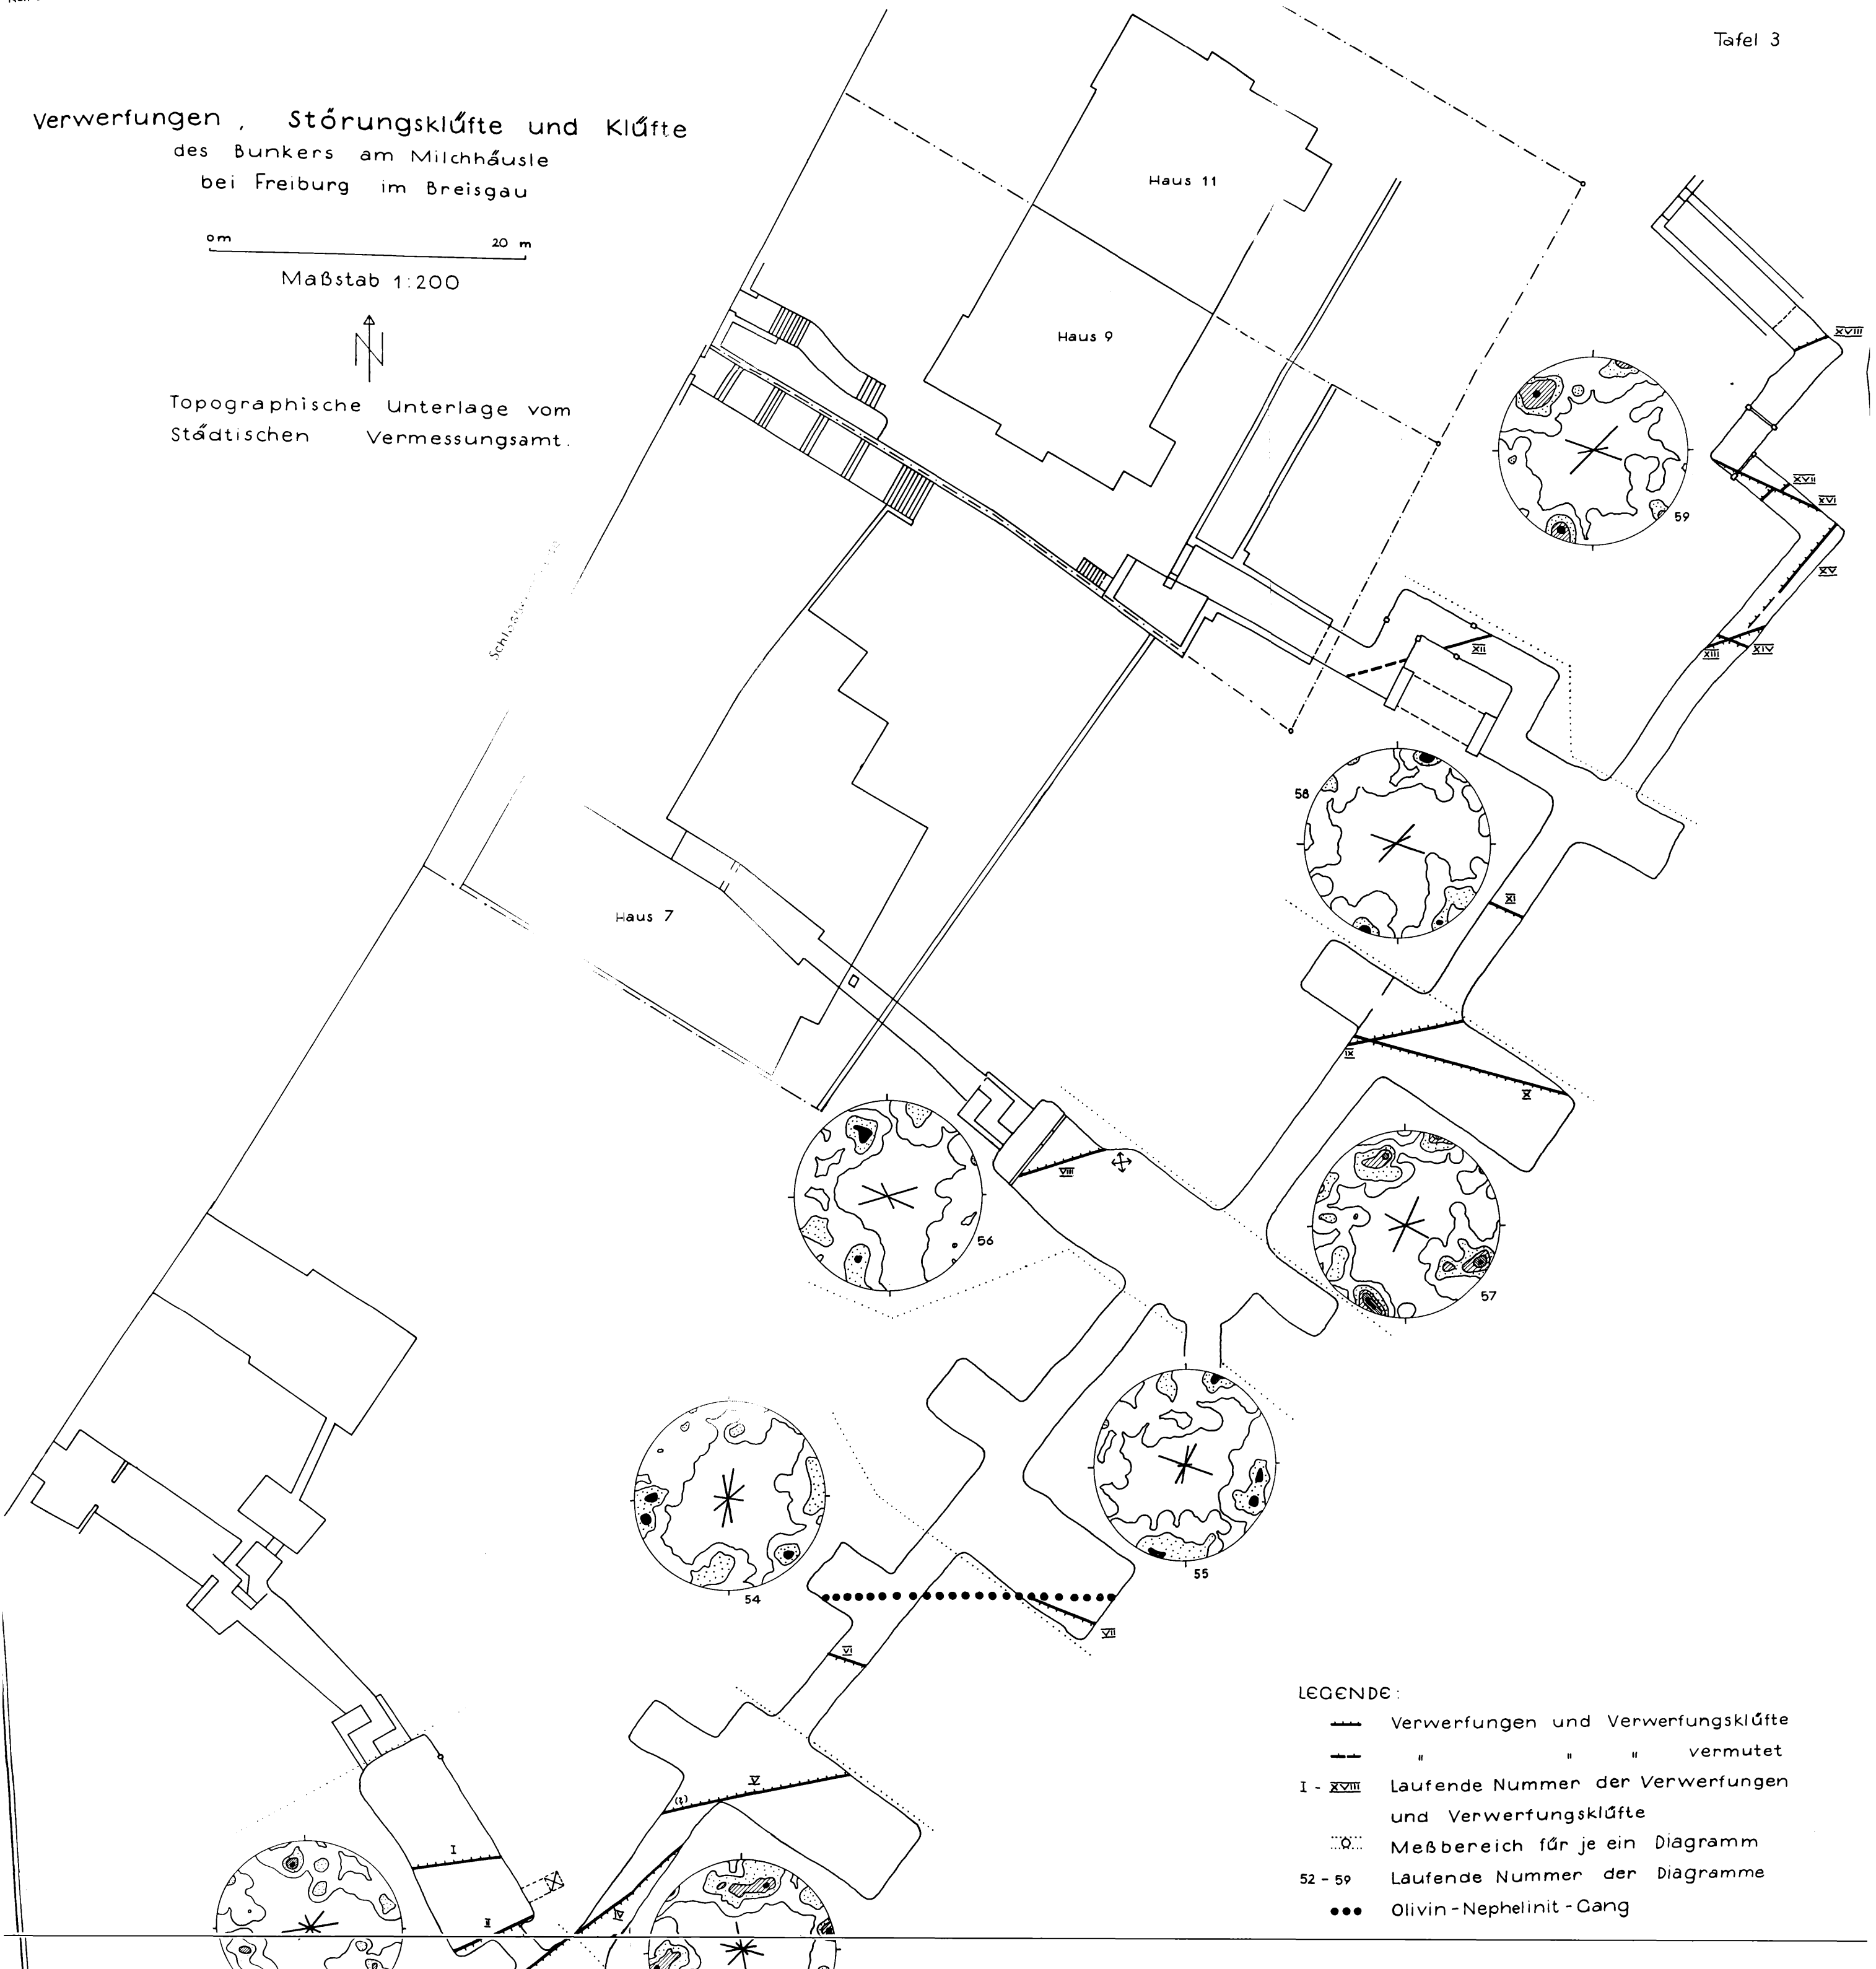 Tafel 3
Verwerfungen, Störungsklüfte und Klüfte
des Bunkers am Milchhäusle
bei Freiburg im Breisgau
0m 20 m
Maßstab 1:200
N
Topographische Unterlage vom
Städtischen Vermessungsamt.
Haus 11
Haus 9
Haus 7
XVIII
59
XVII
XVI
XV
XIII
XIV
XII
58
XI
IX
X
VIII
56
57
55
54
VII
VI
V
(?)
I
II
IV
LEGENDE:
Verwerfungen und Verwerfungsklüfte
" " " vermutet
I - XVIII Laufende Nummer der Verwerfungen
und Verwerfungsklüfte
Meßbereich für je ein Diagramm
52 - 59 Laufende Nummer der Diagramme
Olivin-Nephelinit-Gang